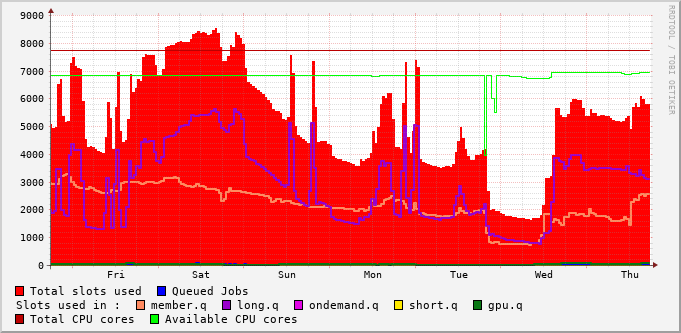 9000
8000
7000
6000
5000
4000
3000
2000
1000
0
Fri Sat Sun Mon Tue Wed Thu
RRDTOOL / TOBI OETIKER
Total slots used Queued Jobs
Slots used in : member.q long.q ondemand.q short.q gpu.q
Total CPU cores Available CPU cores